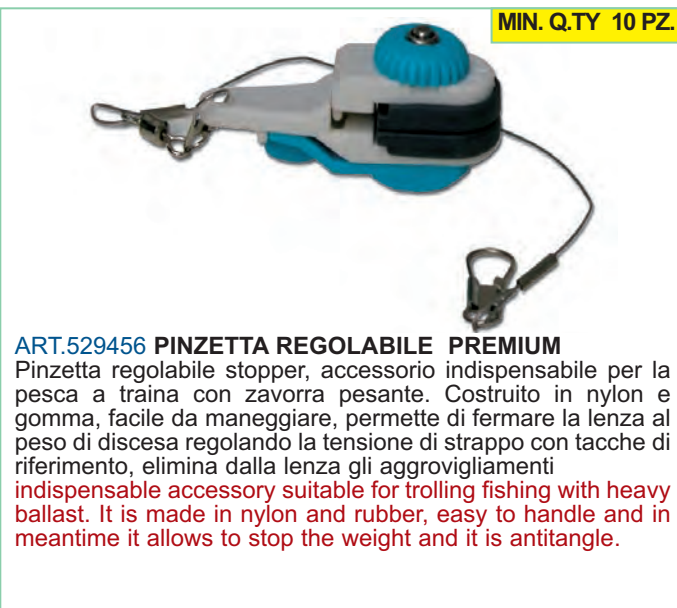 MIN. Q.TY 10 PZ.
ART.529456 PINZETTA REGOLABILE PREMIUM
Pinzetta regolabile stopper, accessorio indispensabile per la
pesca a traina con zavorra pesante. Costruito in nylon e
gomma, facile da maneggiare, permette di fermare la lenza al
peso di discesa regolando la tensione di strappo con tacche di
riferimento, elimina dalla lenza gli aggrovigliamenti
indispensable accessory suitable for trolling fishing with heavy
ballast. It is made in nylon and rubber, easy to handle and in
meantime it allows to stop the weight and it is antitangle.